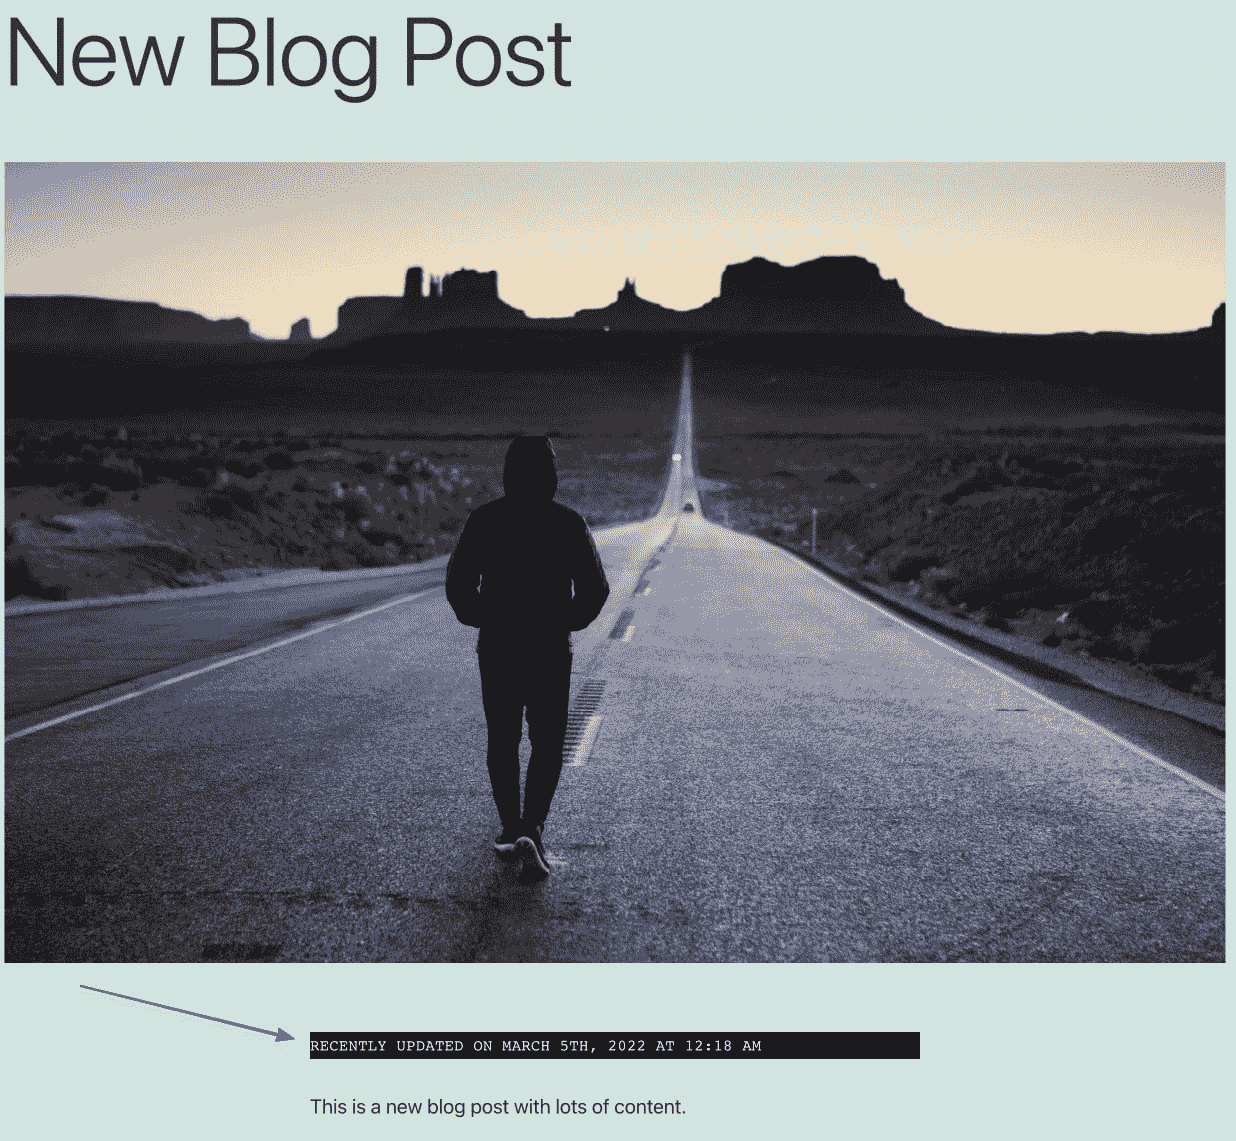 New Blog Post
RECENTLY UPDATED ON MARCH 5TH, 2022 AT 12:18 AM
This is a new blog post with lots of content.